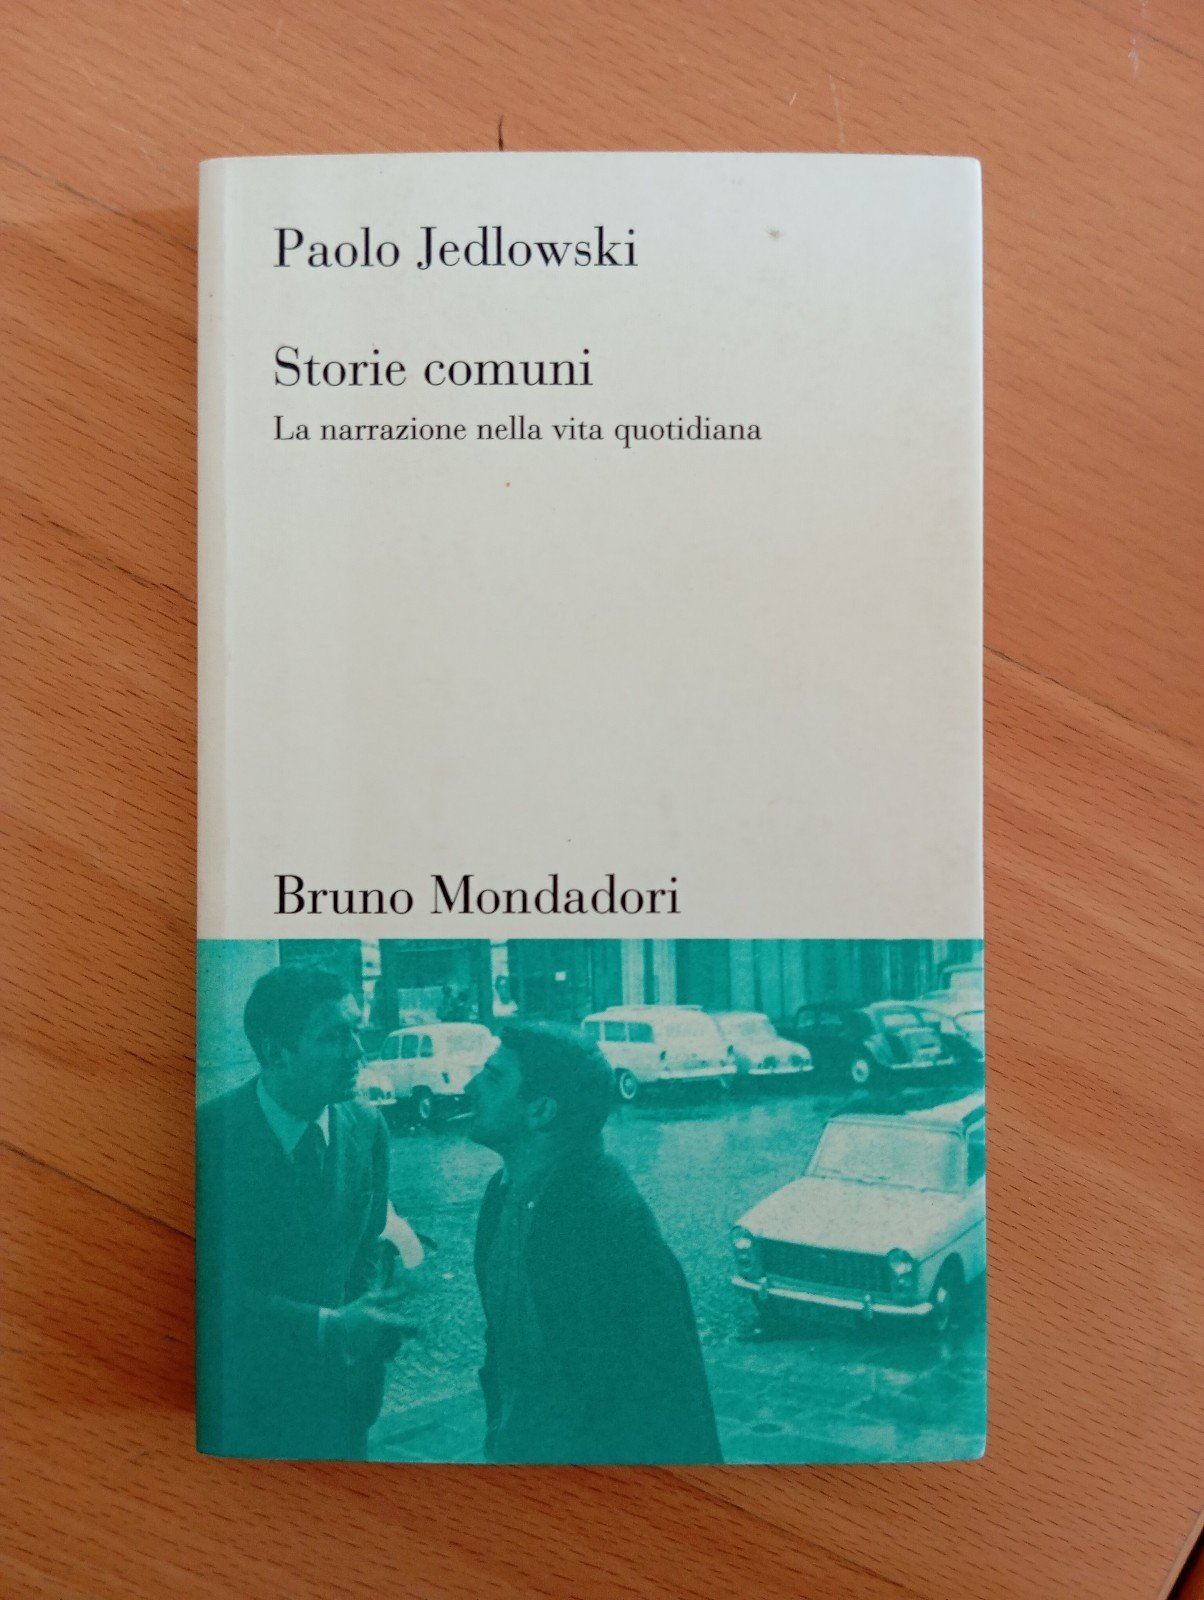 Paolo Jedlowski
Storie comuni
La narrazione nella vita quotidiana
Bruno Mondadori